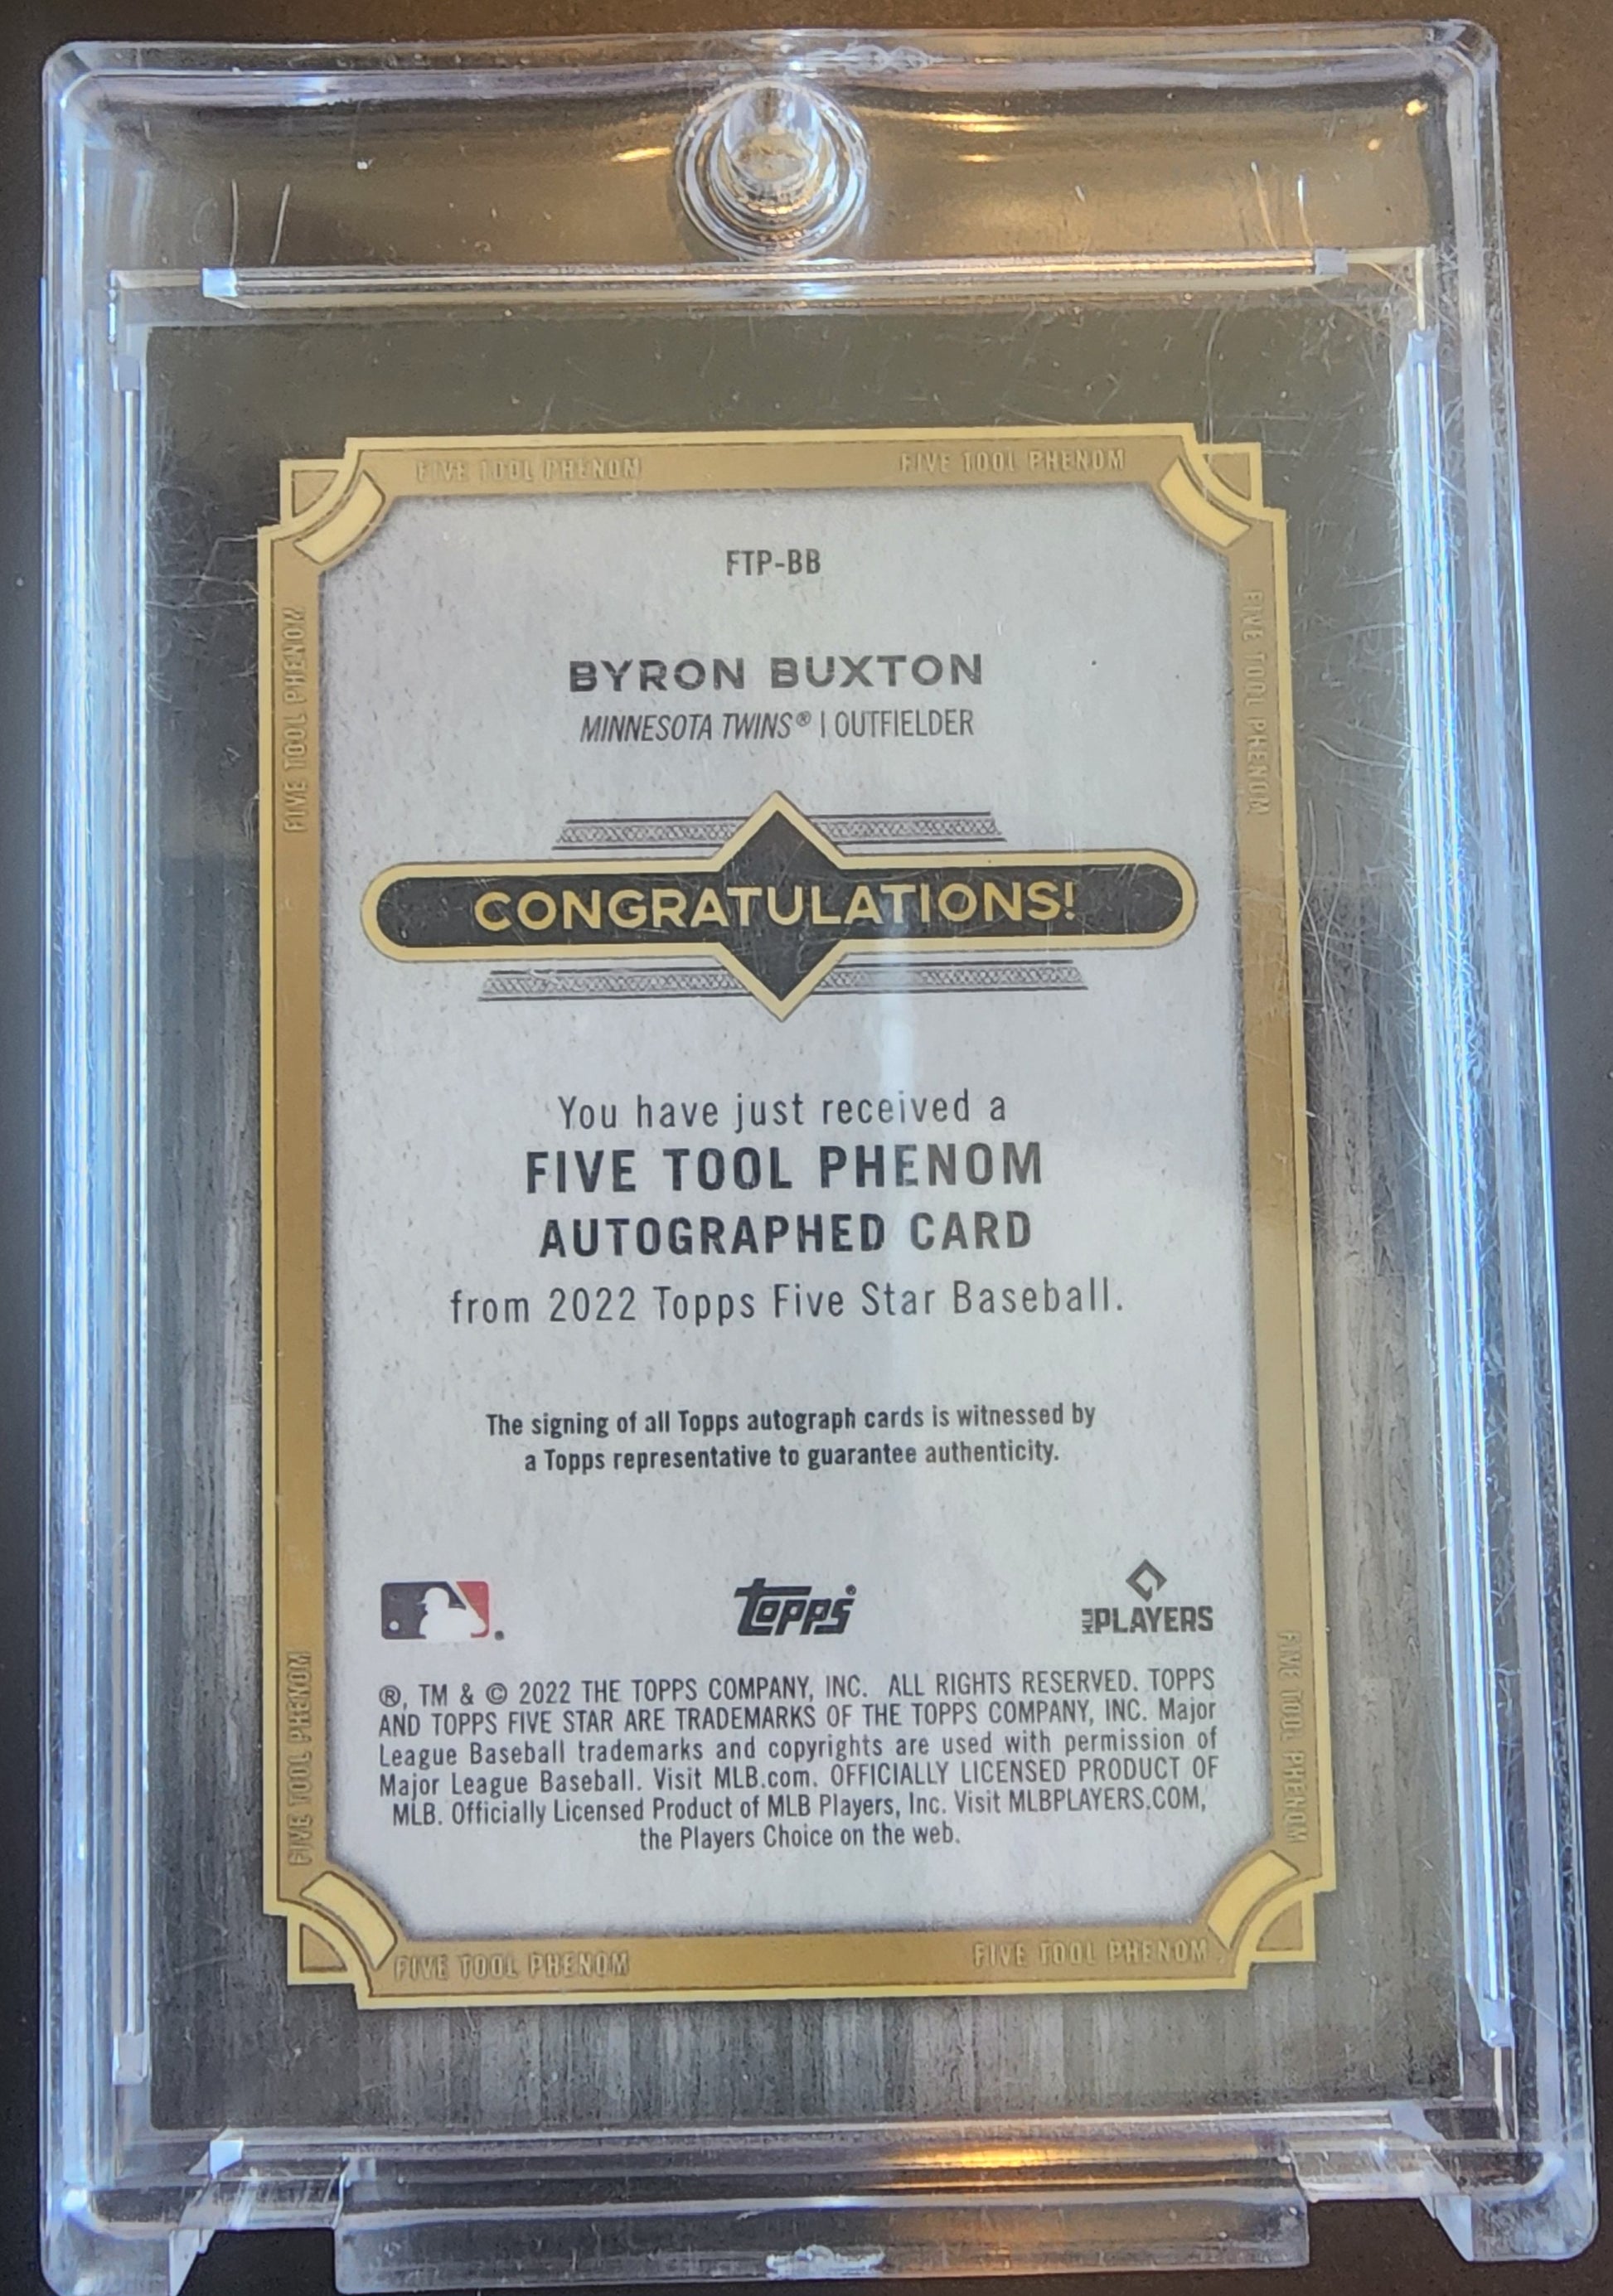 FIVE TOOL PHENOM FIVE TOOL PHENOM
FTP-BB
BYRON BUXTON
MINNESOTA TWINS® | OUTFIELDER
FIVE TOOL PHENOM
FIVE TOOL PHENOM
CONGRATULATIONS!
You have just received a
FIVE TOOL PHENOM
AUTOGRAPHED CARD
from 2022 Topps Five Star Baseball.
The signing of all Topps autograph cards is witnessed by
a Topps representative to guarantee authenticity.
topps®
MLB PLAYERS
®, TM & © 2022 THE TOPPS COMPANY, INC. ALL RIGHTS RESERVED. TOPPS
AND TOPPS FIVE STAR ARE TRADEMARKS OF THE TOPPS COMPANY, INC. Major
League Baseball trademarks and copyrights are used with permission of
Major League Baseball. Visit MLB.com. OFFICIALLY LICENSED PRODUCT OF
MLB. Officially Licensed Product of MLB Players, Inc. Visit MLBPLAYERS.COM,
the Players Choice on the web.
FIVE TOOL PHENOM
FIVE TOOL PHENOM
FIVE TOOL PHENOM FIVE TOOL PHENOM